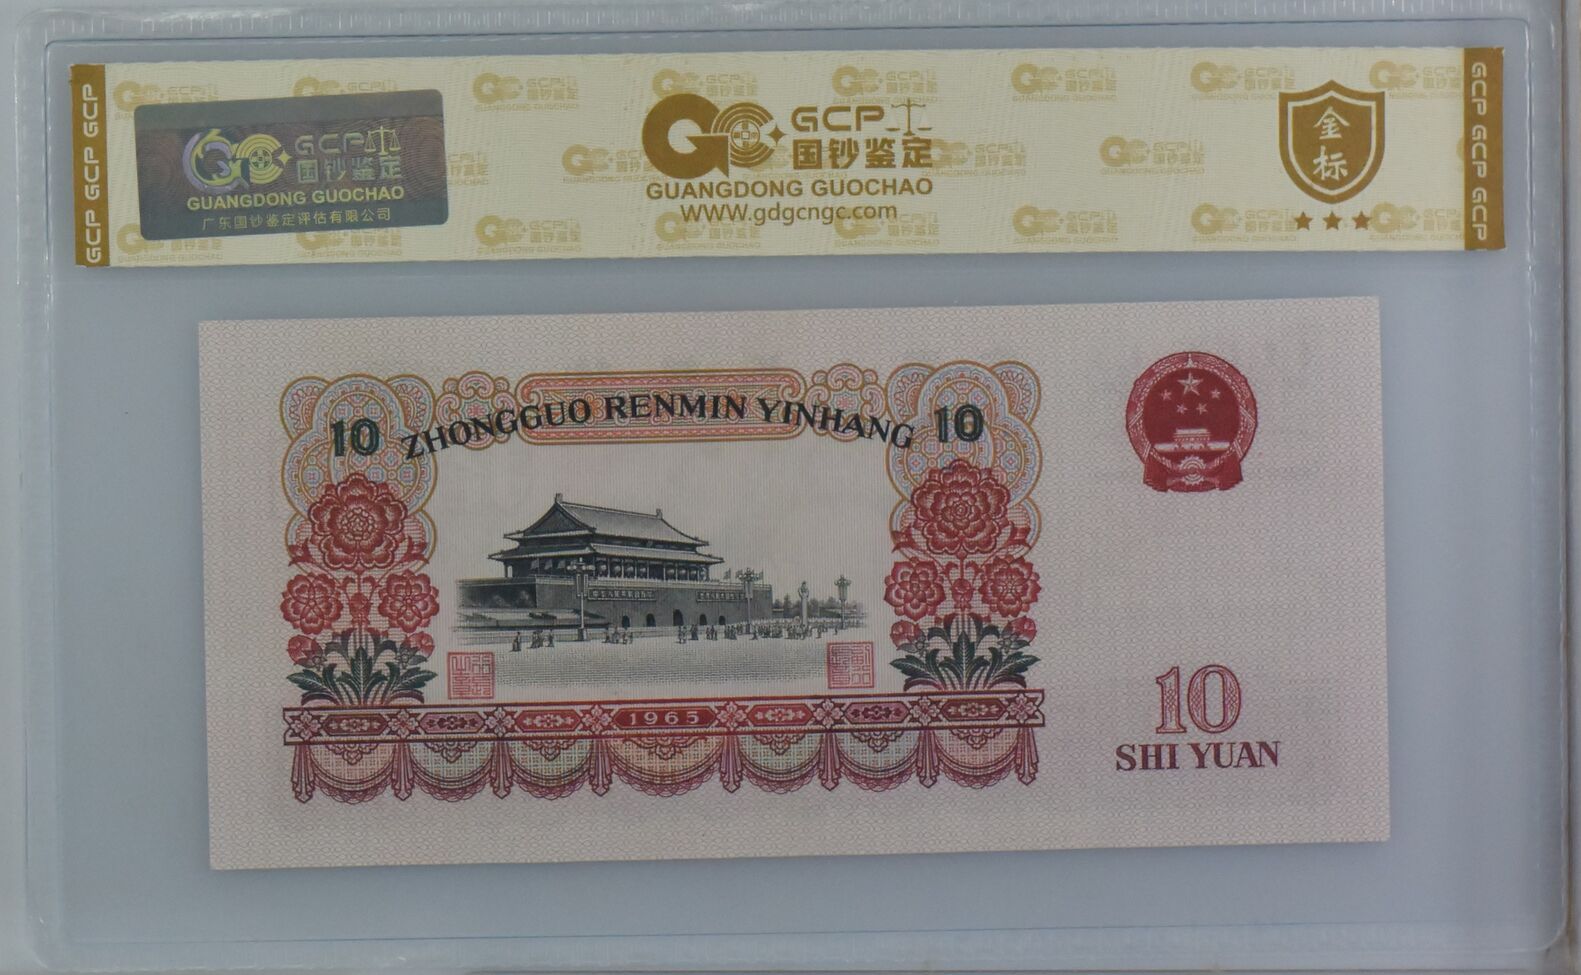 GCP GCP GCP
GCP 国钞鉴定
GUANGDONG GUOCHAO
广东国钞鉴定评估有限公司
GCP
国钞鉴定
GUANGDONG GUOCHAO
WWW.gdgcngc.com
金标
GCP GCP GCP
10 ZHONGGUO RENMIN YINHANG 10
1965
10
SHI YUAN